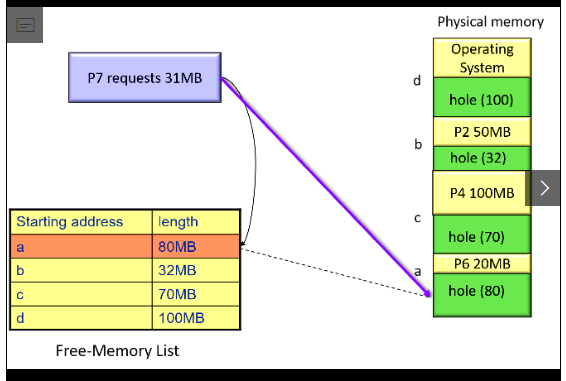 Physical memory
P7 requests 31MB
Operating
System
d
hole (100)
P2 50MB
b
hole (32)
P4 100MB
c
hole (70)
P6 20MB
a
hole (80)
Starting address length
a 80MB
b 32MB
c 70MB
d 100MB
Free-Memory List